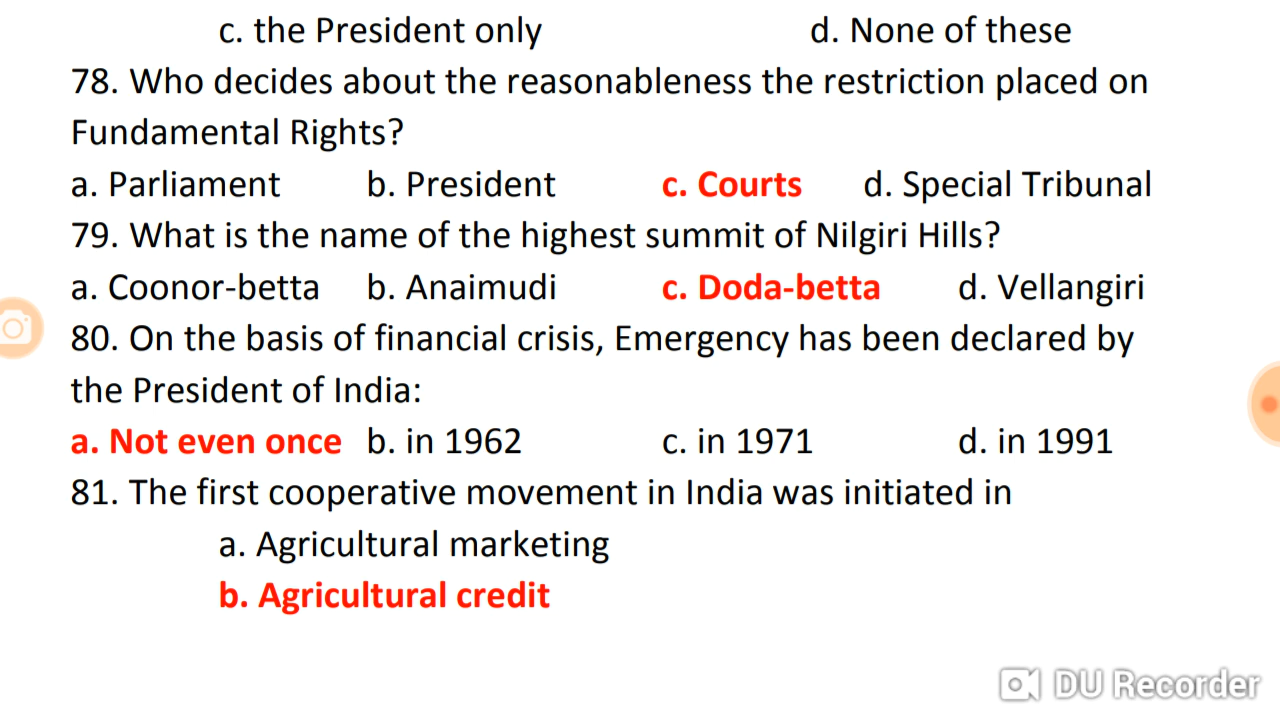 c. the President only d. None of these
78. Who decides about the reasonableness the restriction placed on
Fundamental Rights?
a. Parliament b. President c. Courts d. Special Tribunal
79. What is the name of the highest summit of Nilgiri Hills?
a. Coonor-betta b. Anaimudi c. Doda-betta d. Vellangiri
80. On the basis of financial crisis, Emergency has been declared by
the President of India:
a. Not even once b. in 1962 c. in 1971 d. in 1991
81. The first cooperative movement in India was initiated in
a. Agricultural marketing
b. Agricultural credit
DU Recorder